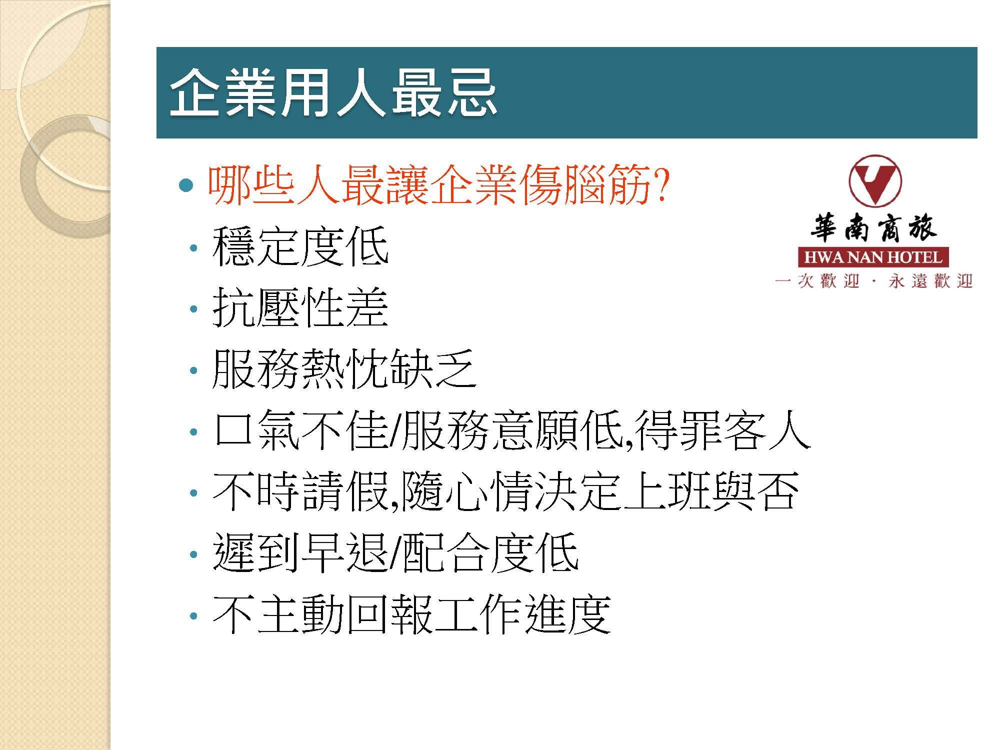 企業用人最忌
哪些人最讓企業傷腦筋?
穩定度低
抗壓性差
服務熱忱缺乏
口氣不佳/服務意願低,得罪客人
不時請假,隨心情決定上班與否
遲到早退/配合度低
不主動回報工作進度
華南商旅
HWA NAN HOTEL
一次歡迎·永遠歡迎